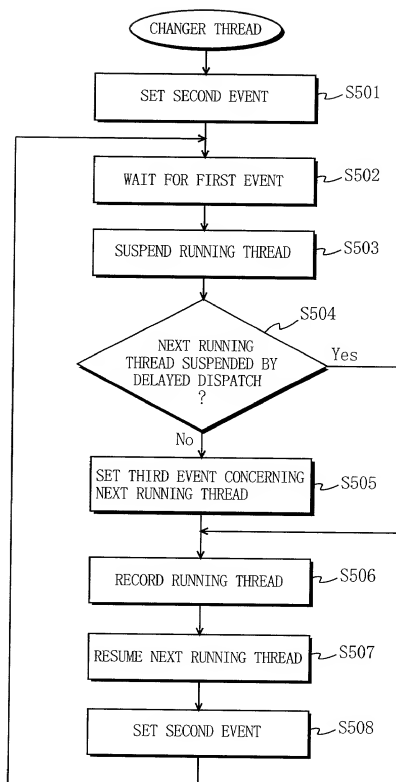 CHANGER THREAD
SET SECOND EVENT
S501
WAIT FOR FIRST EVENT
S502
SUSPEND RUNNING THREAD
S503
S504
NEXT RUNNING
THREAD SUSPENDED BY
DELAYED DISPATCH
?
Yes
No
SET THIRD EVENT CONCERNING
NEXT RUNNING THREAD
S505
RECORD RUNNING THREAD
S506
RESUME NEXT RUNNING THREAD
S507
SET SECOND EVENT
S508